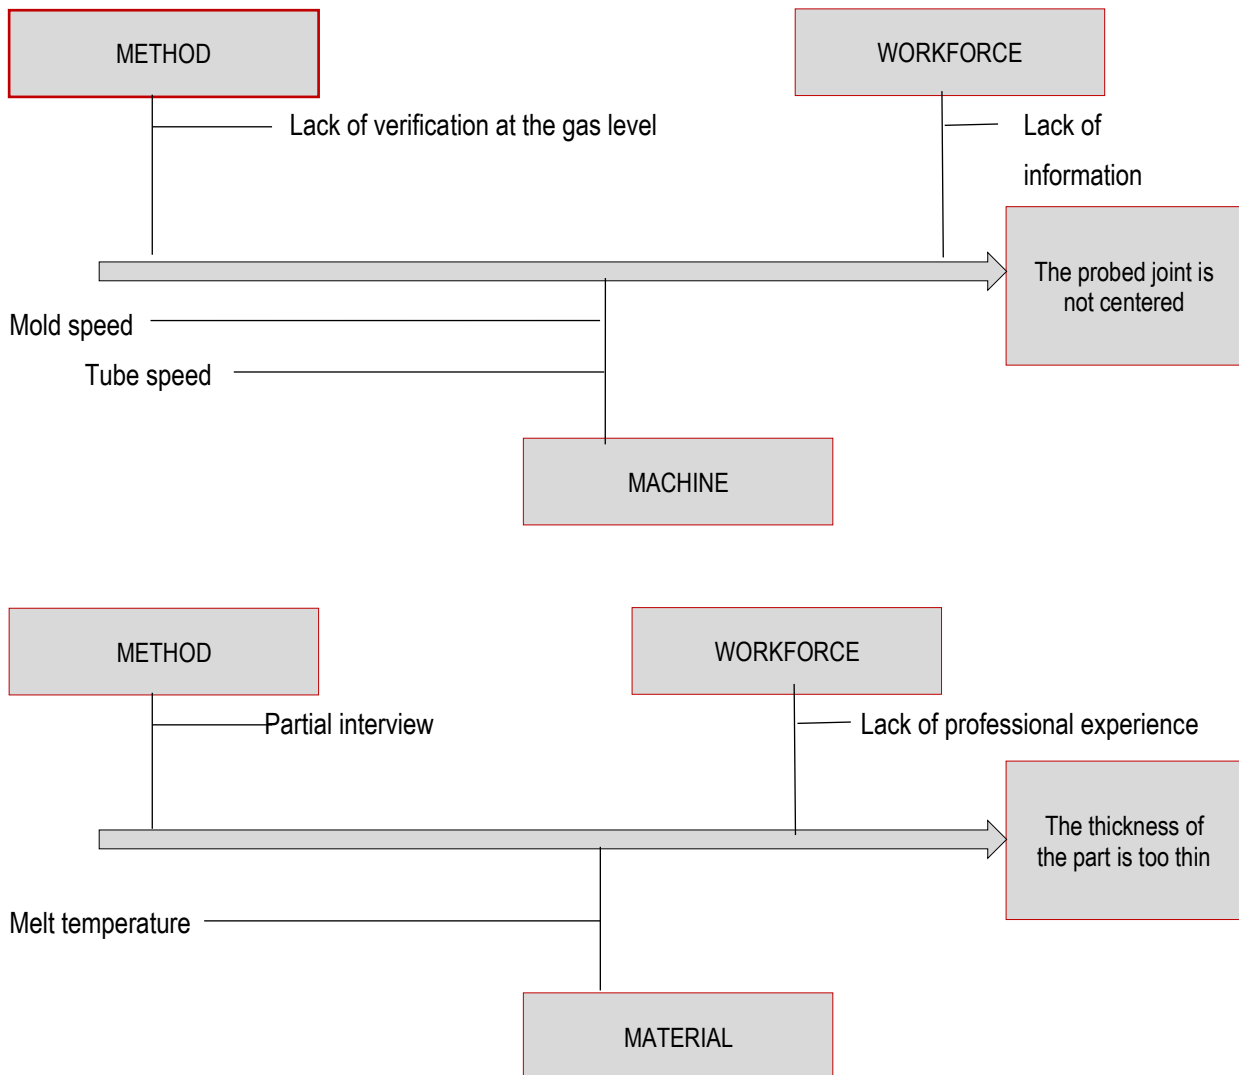 METHOD
WORKFORCE
Lack of verification at the gas level
Lack of
information
The probed joint is
not centered
Mold speed
Tube speed
MACHINE
METHOD
WORKFORCE
Partial interview
Lack of professional experience
The thickness of
the part is too thin
Melt temperature
MATERIAL